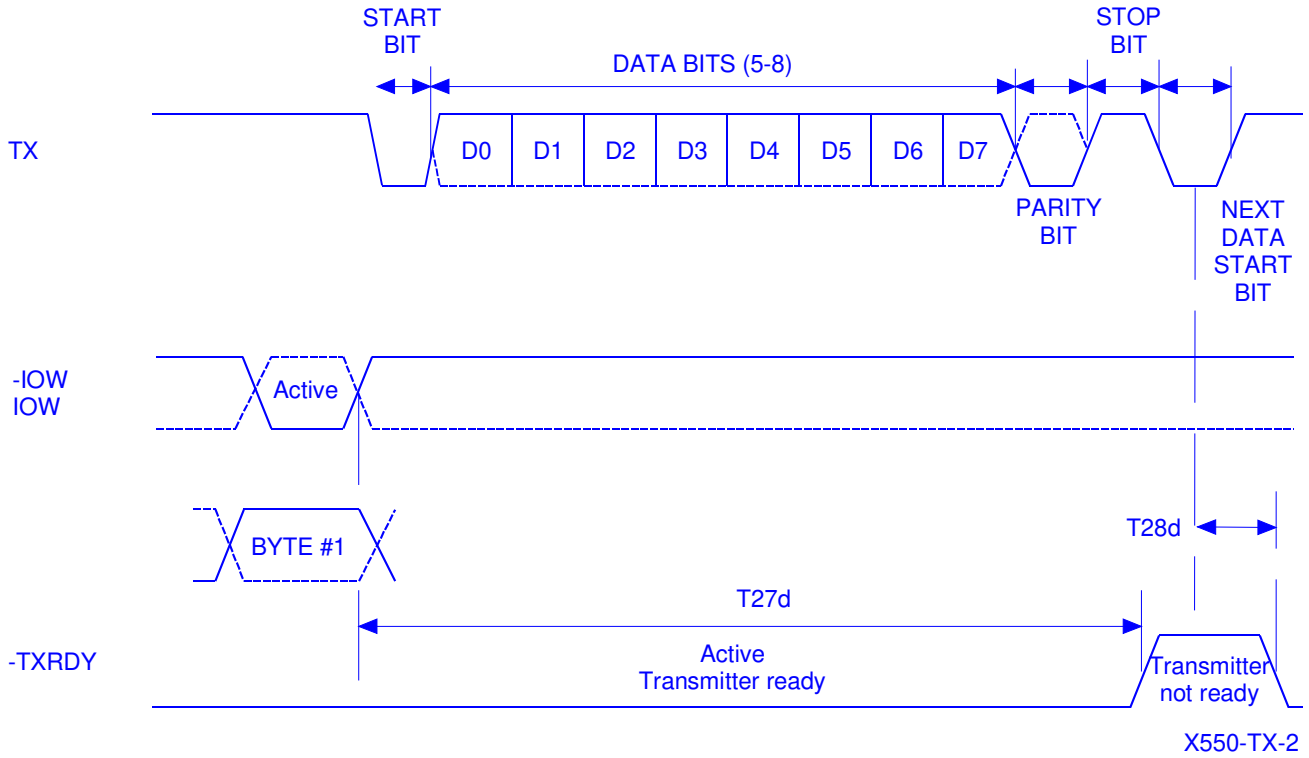 START
BIT
DATA BITS (5-8)
STOP
BIT
TX
D0 D1 D2 D3 D4 D5 D6 D7
PARITY
BIT
NEXT
DATA
START
BIT
-IOW
IOW
Active
BYTE #1
T28d
T27d
-TXRDY
Active
Transmitter ready
Transmitter
not ready
X550-TX-2